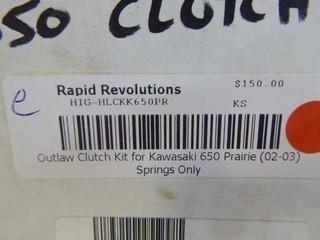 650 CLUTCH
e
Rapid Revolutions $150.00
HIG-HLCKK650PR KS
Outlaw Clutch Kit for Kawasaki 650 Prairie (02-03)
Springs Only